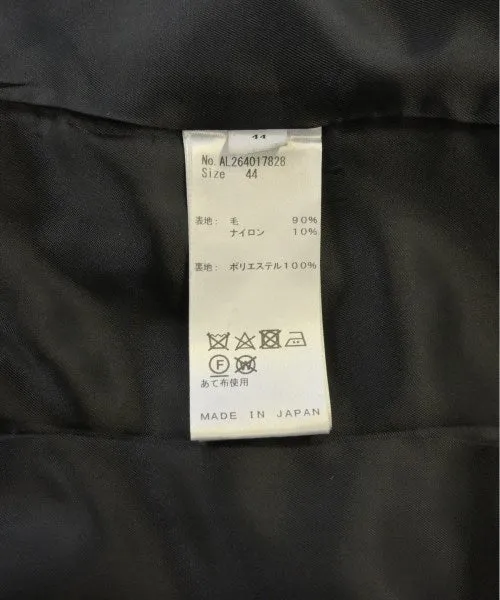 44
No. AL264017828
Size 44
表地: 毛 90%
ナイロン 10%
裏地: ポリエステル100%
F
W
あて布使用
MADE IN JAPAN